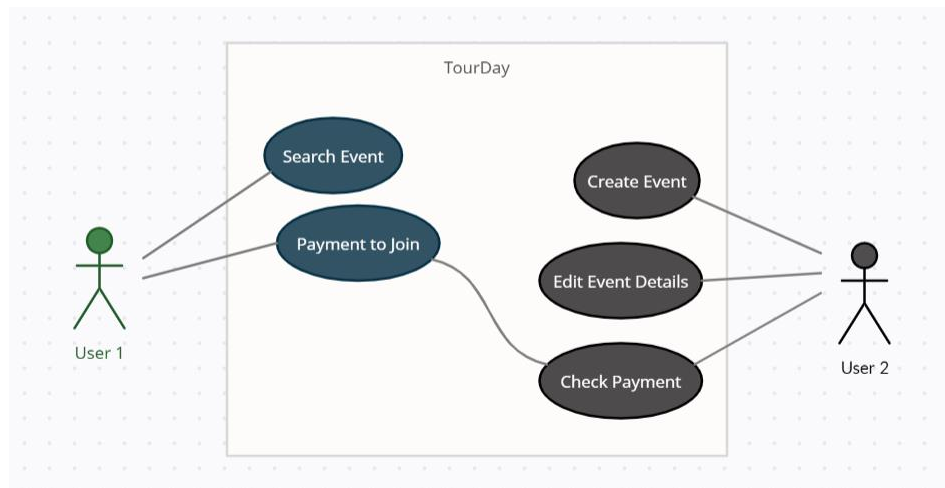 TourDay
Search Event
Create Event
Payment to Join
Edit Event Details
User 1
User 2
Check Payment